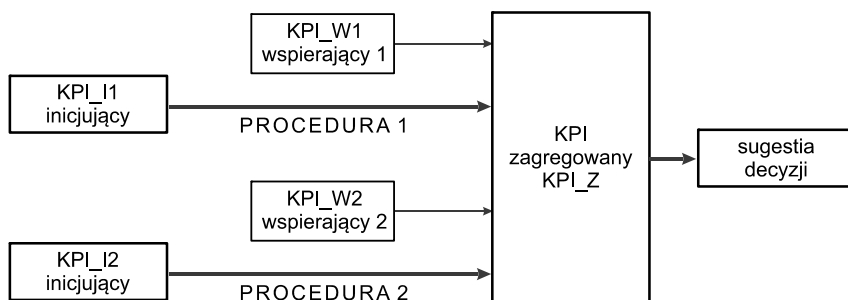 KPI_W1
wspierający 1
KPI_I1
inicjujący
PROCEDURA 1
KPI
zagregowany
KPI_Z
sugestia
decyzji
KPI_W2
wspierający 2
KPI_I2
inicjujący
PROCEDURA 2